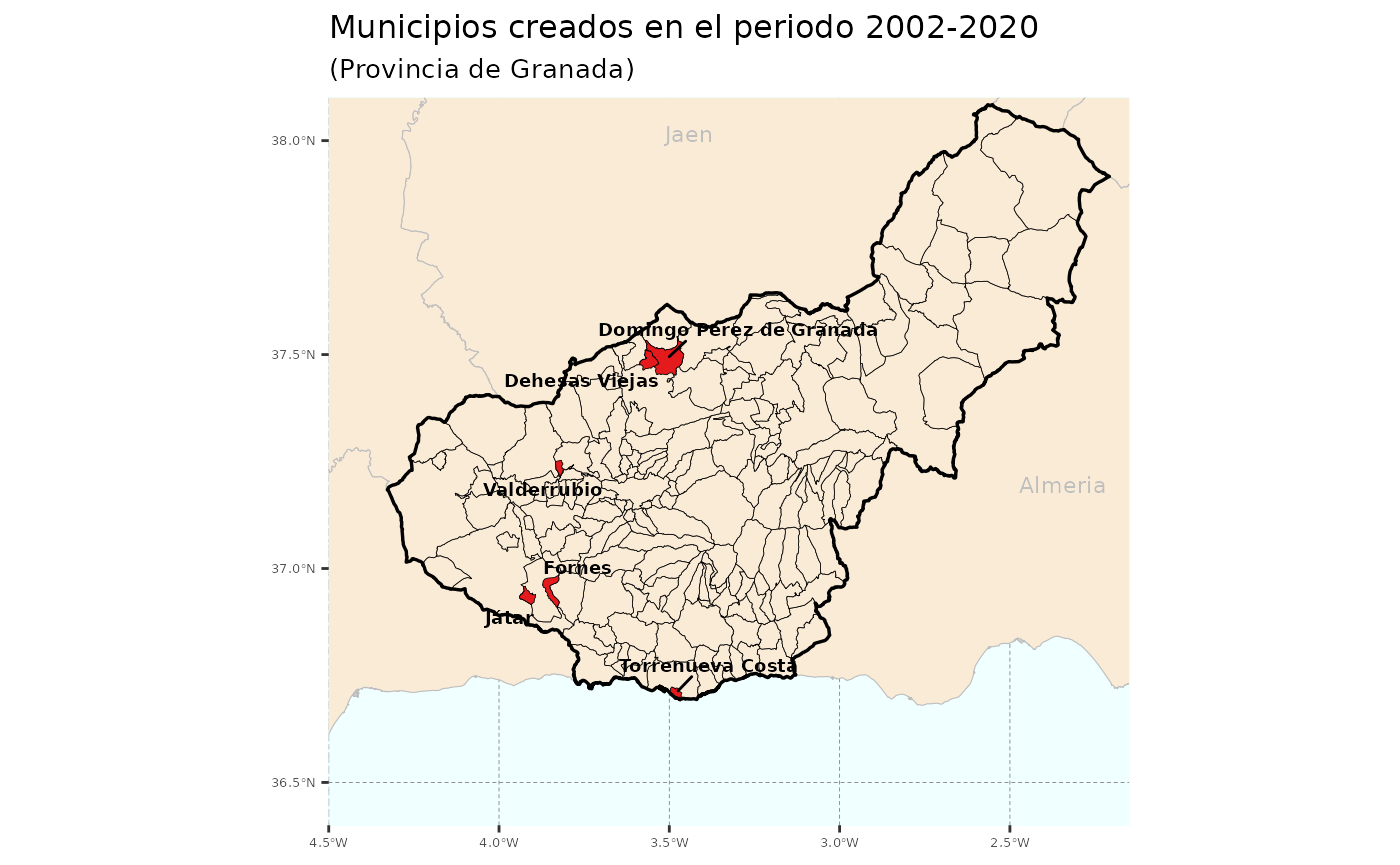 Municipios creados en el periodo 2002-2020
(Provincia de Granada)
Jaen
38.0°N
Domingo Pérez de Granada
37.5°N
Dehesas Viejas
Valderrubio
Almeria
37.0°N
Fornes
Játar
Torrenueva Costa
36.5°N
4.5°W 4.0°W 3.5°W 3.0°W 2.5°W